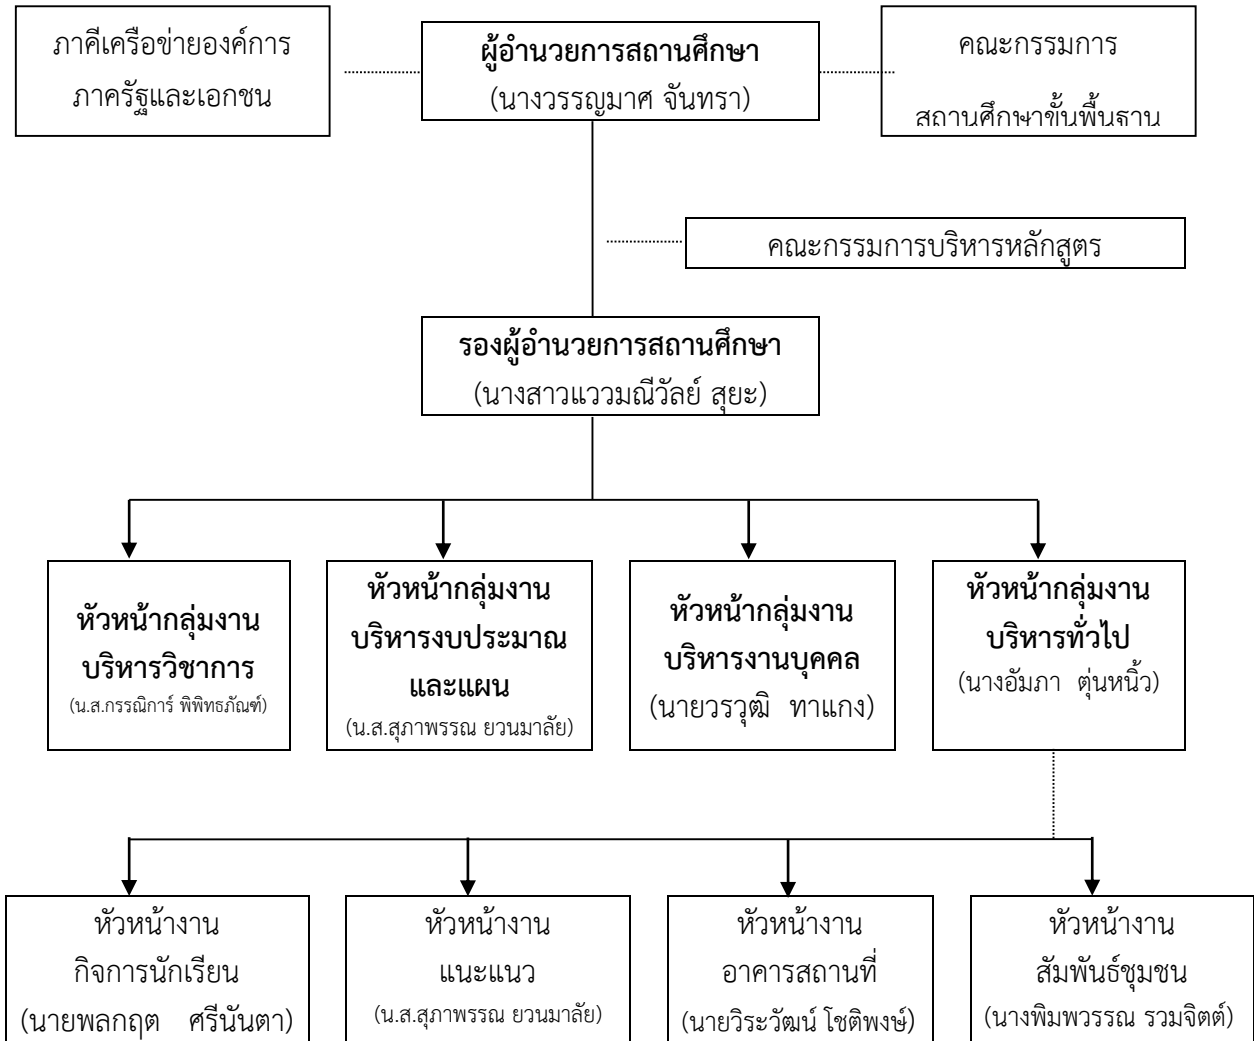 ภาคีเครือข่ายองค์การ
ภาครัฐและเอกชน
ผู้อำนวยการสถานศึกษา
(นางวรรญมาศ จันทรา)
คณะกรรมการ
สถานศึกษาขั้นพื้นฐาน
คณะกรรมการบริหารหลักสูตร
รองผู้อำนวยการสถานศึกษา
(นางสาวแววมณีวัลย์ สุยะ)
หัวหน้ากลุ่มงาน
บริหารวิชาการ
(น.ส.กรรณิการ์ พิพิทธภัณฑ์)
หัวหน้ากลุ่มงาน
บริหารงบประมาณ
และแผน
(น.ส.สุภาพรรณ ยวนมาลัย)
หัวหน้ากลุ่มงาน
บริหารงานบุคคล
(นายวรวุฒิ ทาแกง)
หัวหน้ากลุ่มงาน
บริหารทั่วไป
(นางอัมภา ตุ่นหนิ้ว)
หัวหน้างาน
กิจการนักเรียน
(นายพลกฤต ศรีนันตา)
หัวหน้างาน
แนะแนว
(น.ส.สุภาพรรณ ยวนมาลัย)
หัวหน้างาน
อาคารสถานที่
(นายวิระวัฒน์ โชติพงษ์)
หัวหน้างาน
สัมพันธ์ชุมชน
(นางพิมพวรรณ รวมจิตต์)